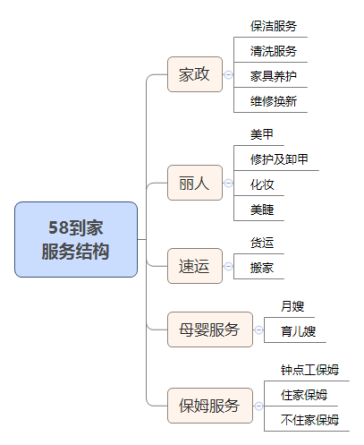 58到家
服务结构
家政
保洁服务
清洗服务
家具养护
维修换新
丽人
美甲
修护及卸甲
化妆
美睫
速运
货运
搬家
母婴服务
月嫂
育儿嫂
保姆服务
钟点工保姆
住家保姆
不住家保姆